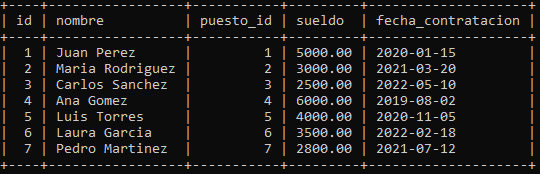 +----+-----------------+-----------+---------+--------------------+
| id | nombre          | puesto_id | sueldo  | fecha_contratacion |
+----+-----------------+-----------+---------+--------------------+
|  1 | Juan Perez      |         1 | 5000.00 | 2020-01-15         |
|  2 | Maria Rodriguez |         2 | 3000.00 | 2021-03-20         |
|  3 | Carlos Sanchez  |         3 | 2500.00 | 2022-05-10         |
|  4 | Ana Gomez       |         4 | 6000.00 | 2019-08-02         |
|  5 | Luis Torres     |         5 | 4000.00 | 2020-11-05         |
|  6 | Laura Garcia    |         6 | 3500.00 | 2022-02-18         |
|  7 | Pedro Martinez  |         7 | 2800.00 | 2021-07-12         |
+----+-----------------+-----------+---------+--------------------+